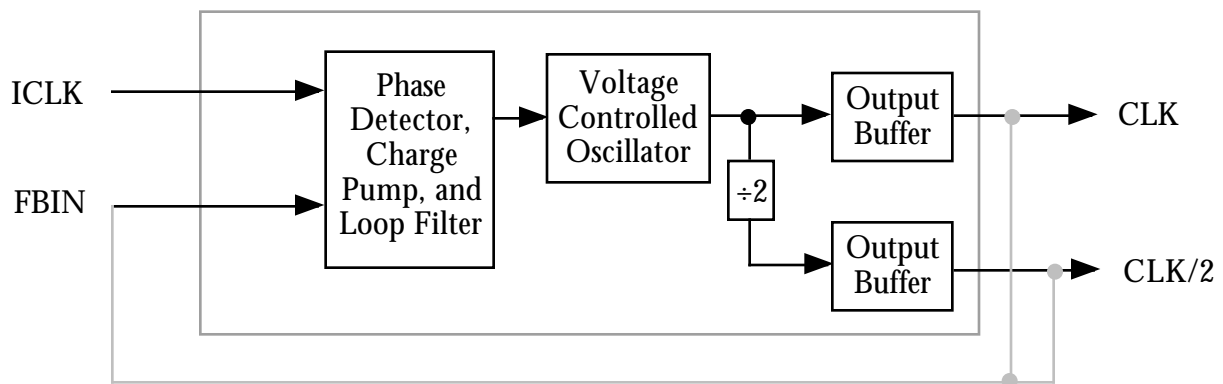 ICLK
FBIN
Phase
Detector,
Charge
Pump, and
Loop Filter
Voltage
Controlled
Oscillator
÷2
Output
Buffer
CLK
Output
Buffer
CLK/2